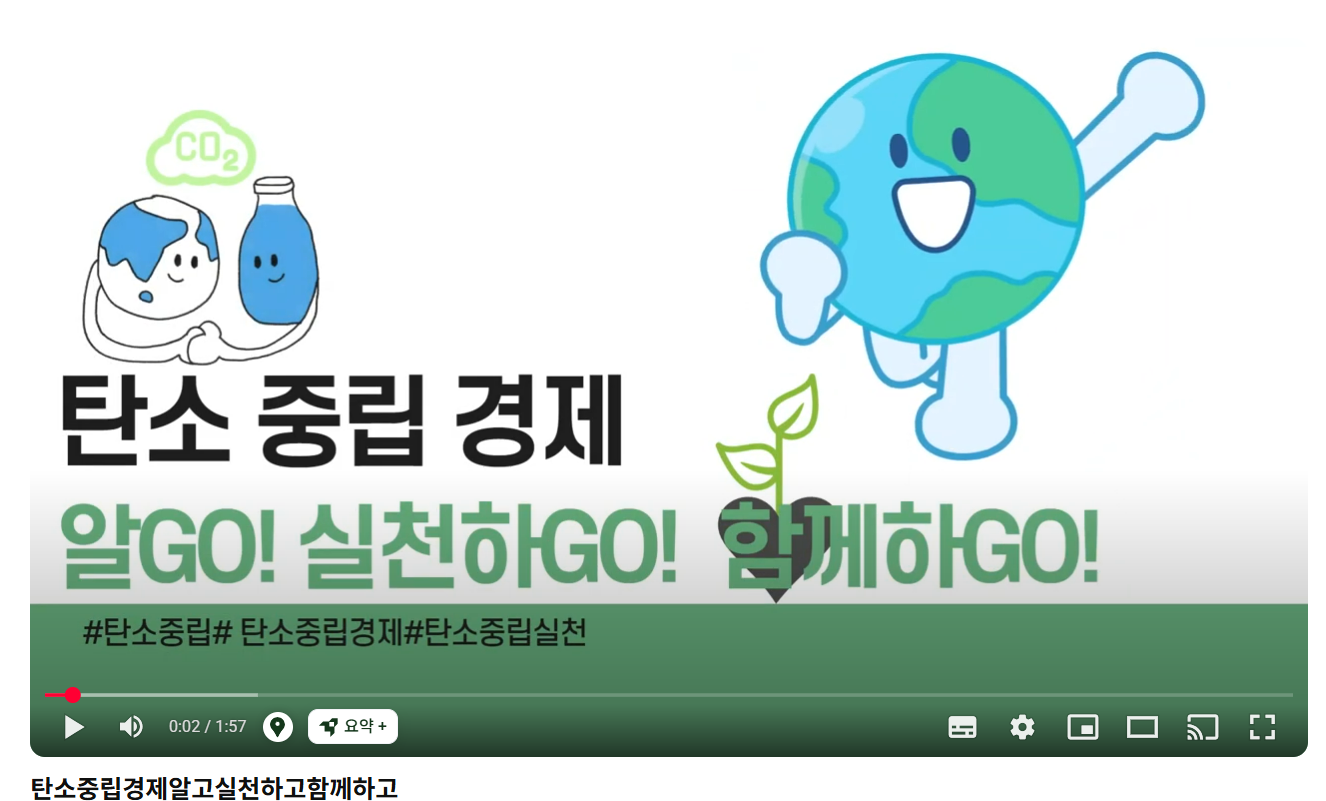 CO₂
탄소 중립 경제
알GO! 실천하GO! 함께하GO!
#탄소중립# 탄소중립경제#탄소중립실천
0:02 / 1:57
요약 +
탄소중립경제알고실천하고함께하고